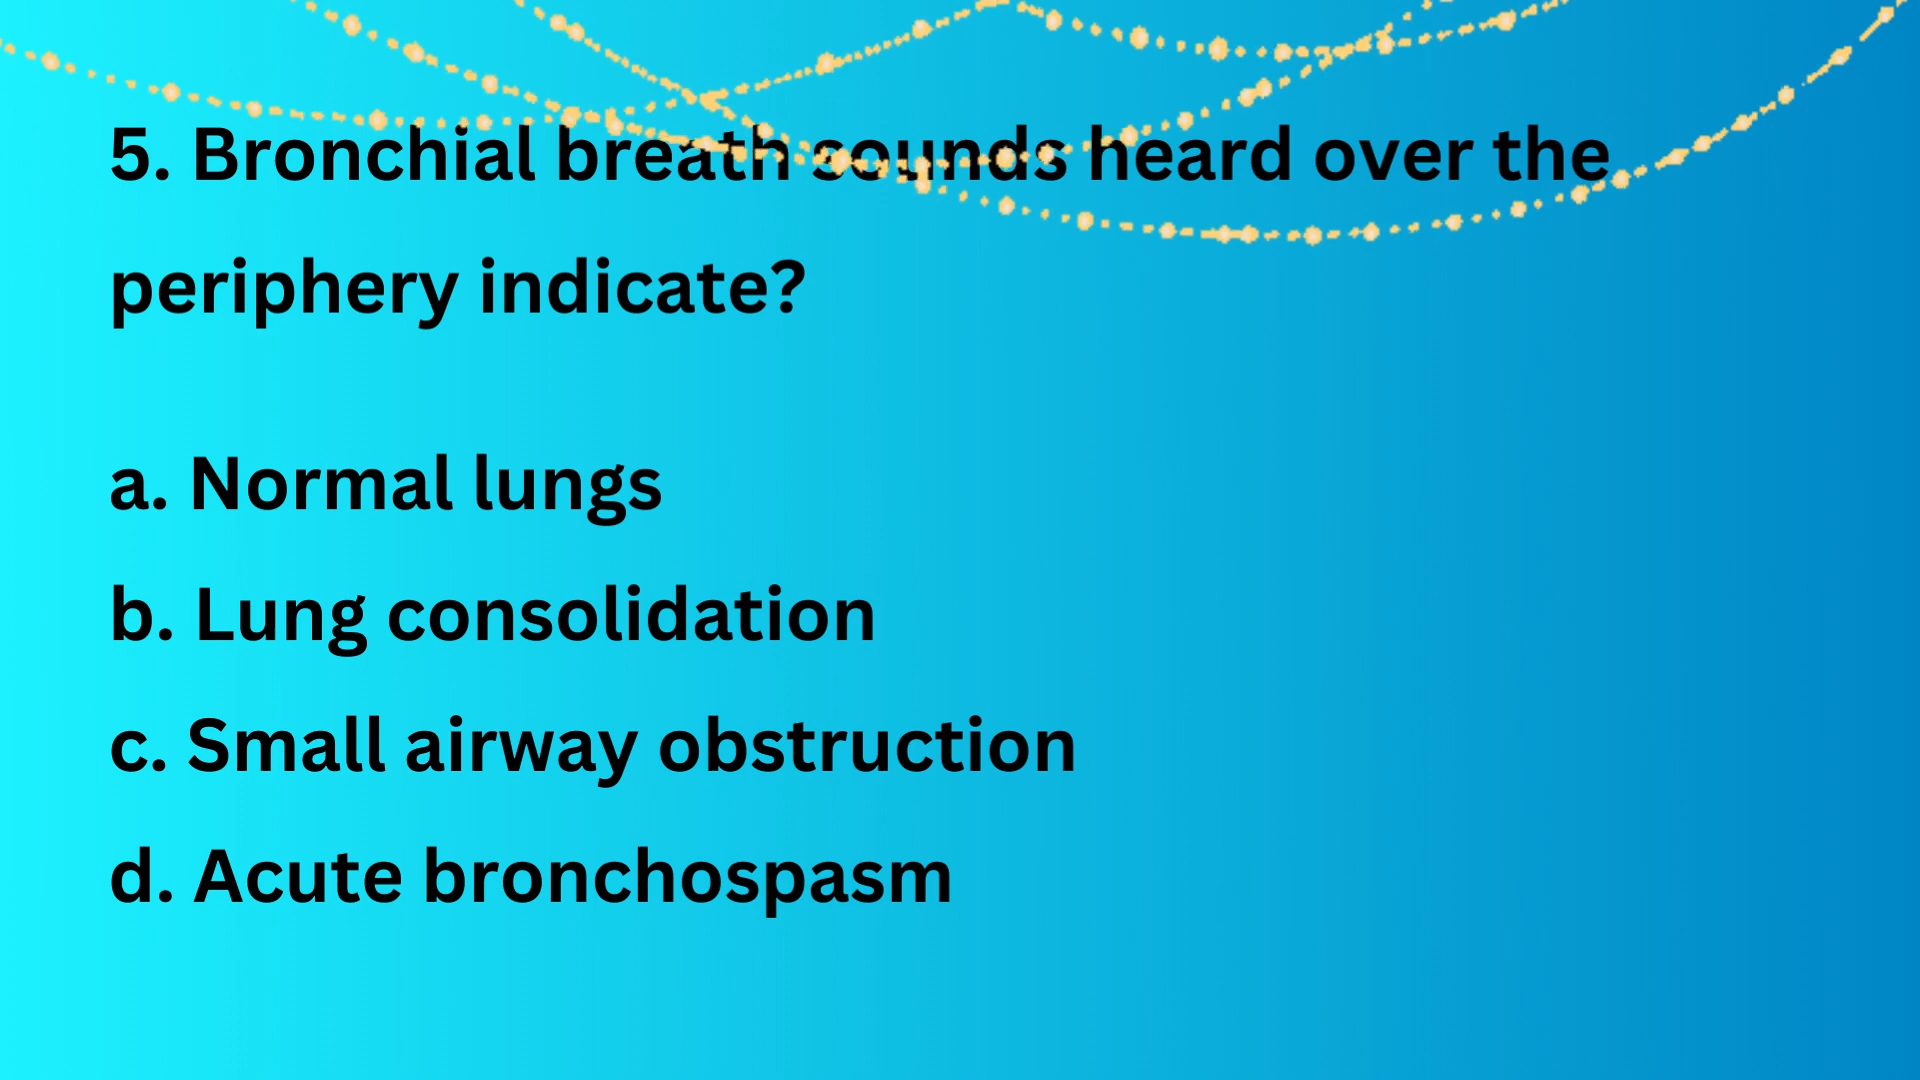 5. Bronchial breath sounds heard over the
periphery indicate?
a. Normal lungs
b. Lung consolidation
c. Small airway obstruction
d. Acute bronchospasm